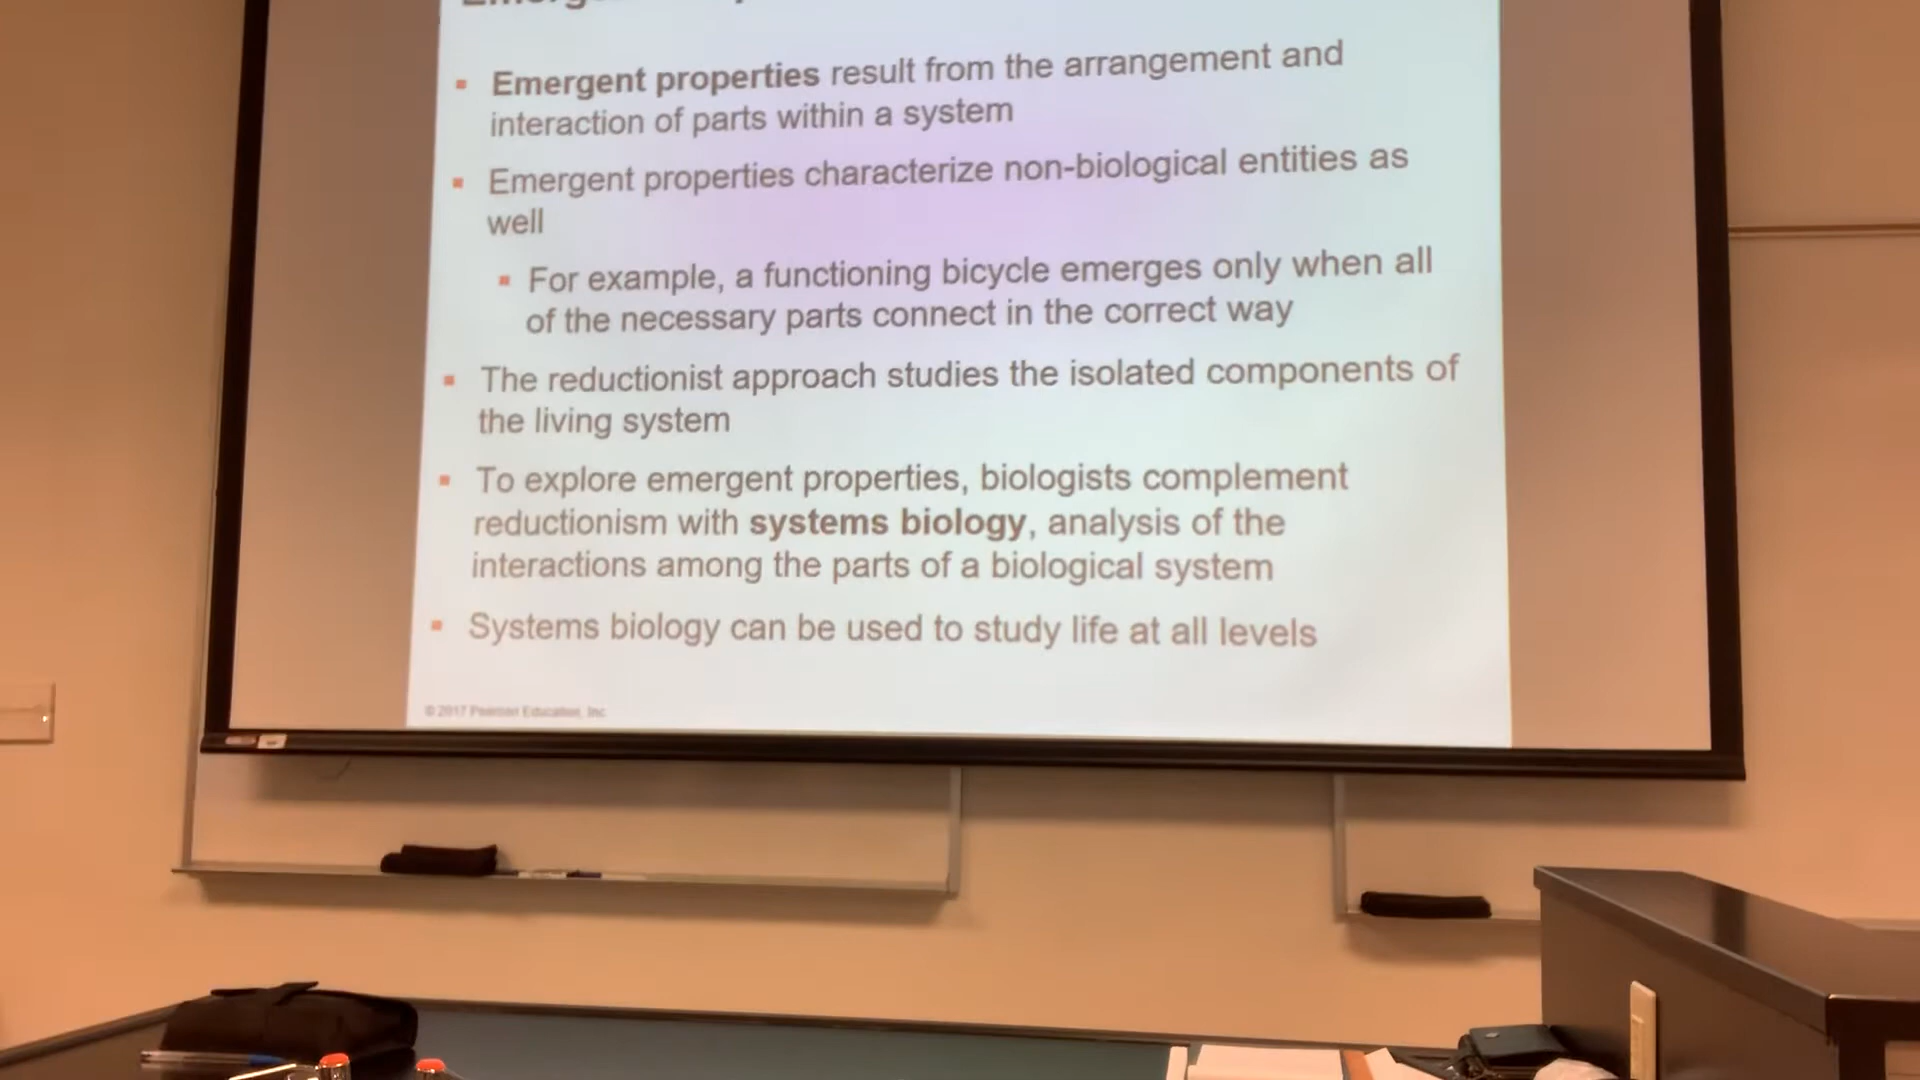 Emergent properties result from the arrangement and
interaction of parts within a system
Emergent properties characterize non-biological entities as
well
For example, a functioning bicycle emerges only when all
of the necessary parts connect in the correct way
The reductionist approach studies the isolated components of
the living system
To explore emergent properties, biologists complement
reductionism with systems biology, analysis of the
interactions among the parts of a biological system
Systems biology can be used to study life at all levels
© 2017 Pearson Education, Inc.